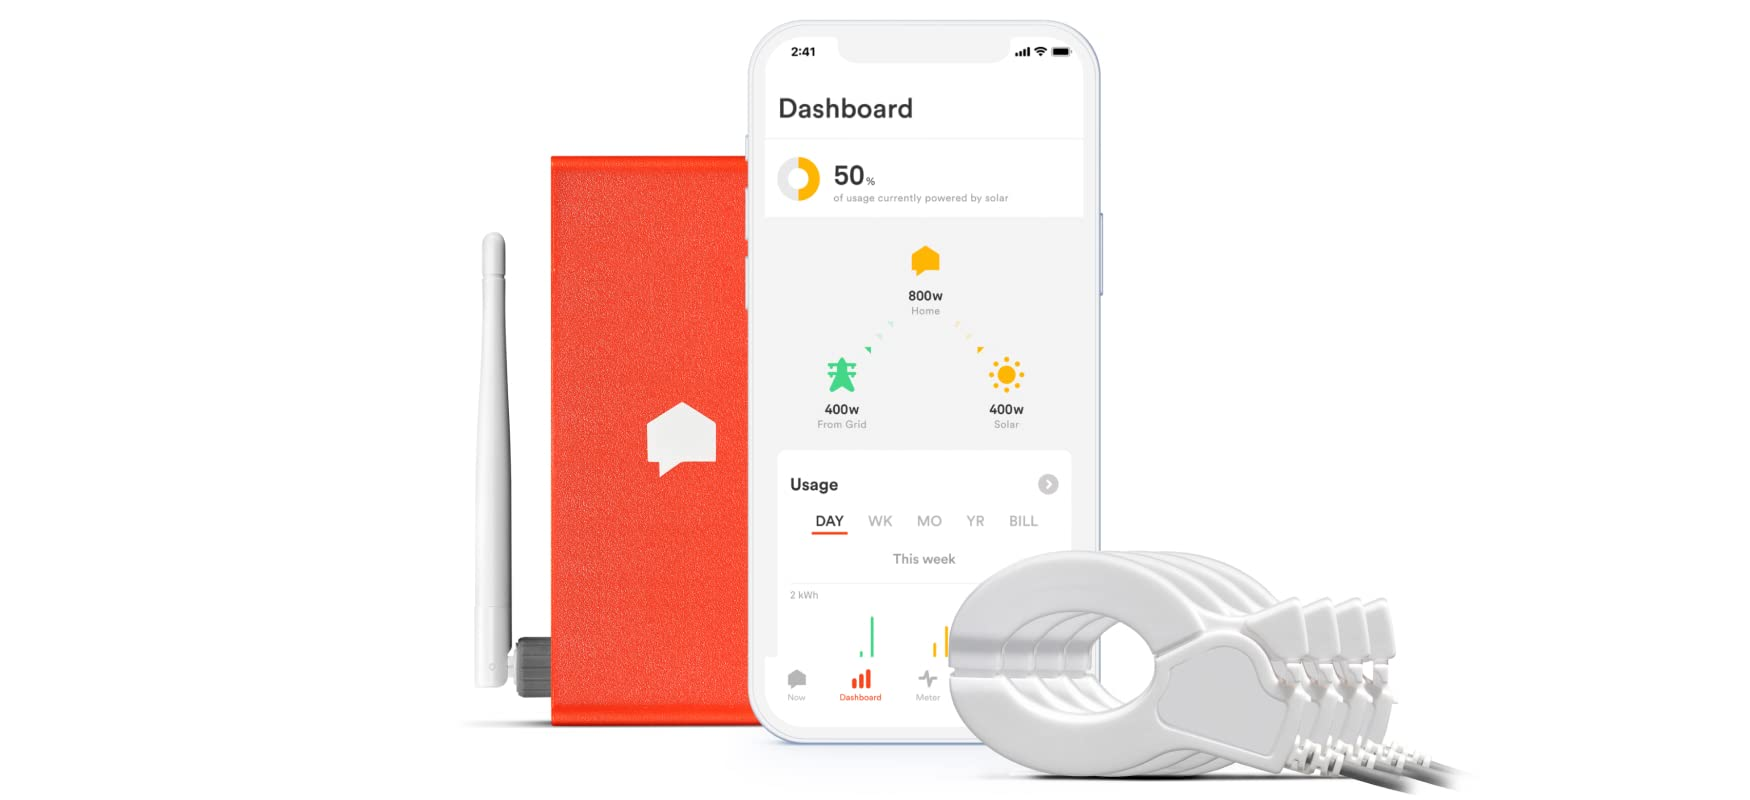 2:41
Dashboard
50%
of usage currently powered by solar
800w
Home
400w
From Grid
400w
Solar
Usage
DAY WK MO YR BILL
This week
2 kWh
Now Dashboard Meter